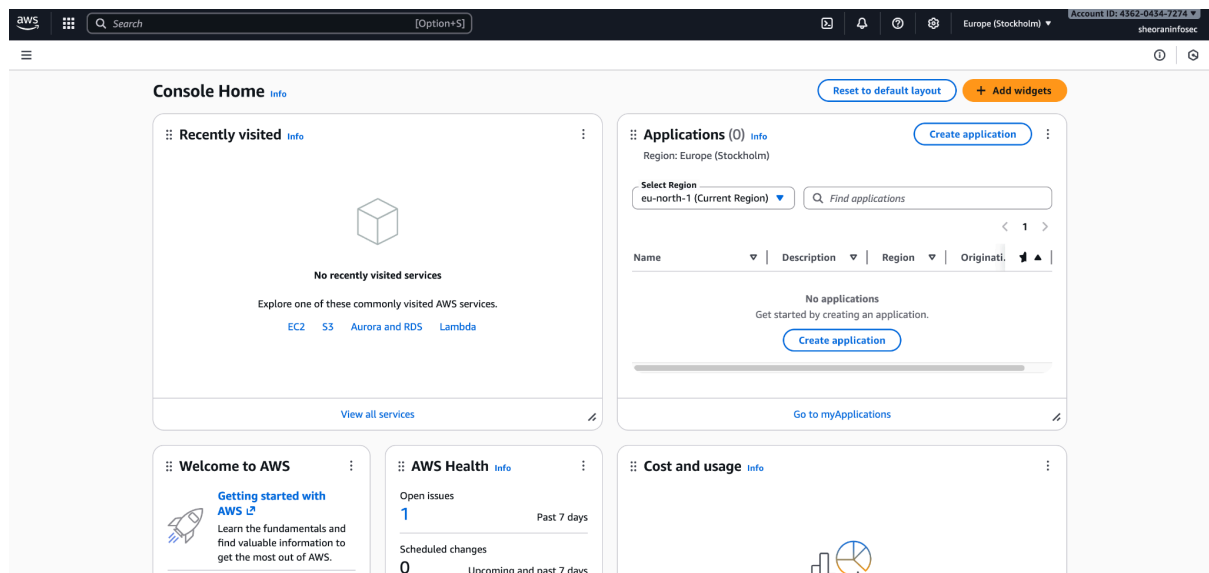 aws
Search [Option+S]
Europe (Stockholm) ▼
Account ID: 4362-0434-7274 ▼
sheoraninfosec
Console Home Info
Reset to default layout
+ Add widgets
Recently visited Info
No recently visited services
Explore one of these commonly visited AWS services.
EC2 S3 Aurora and RDS Lambda
View all services
Applications (0) Info
Create application
Region: Europe (Stockholm)
Select Region
eu-north-1 (Current Region)
Find applications
1
Name Description Region Originati.
No applications
Get started by creating an application.
Create application
Go to myApplications
Welcome to AWS
Getting started with
AWS
Learn the fundamentals and
find valuable information to
get the most out of AWS.
AWS Health Info
Open issues
1 Past 7 days
Scheduled changes
0 Upcoming and past 7 days
Cost and usage Info